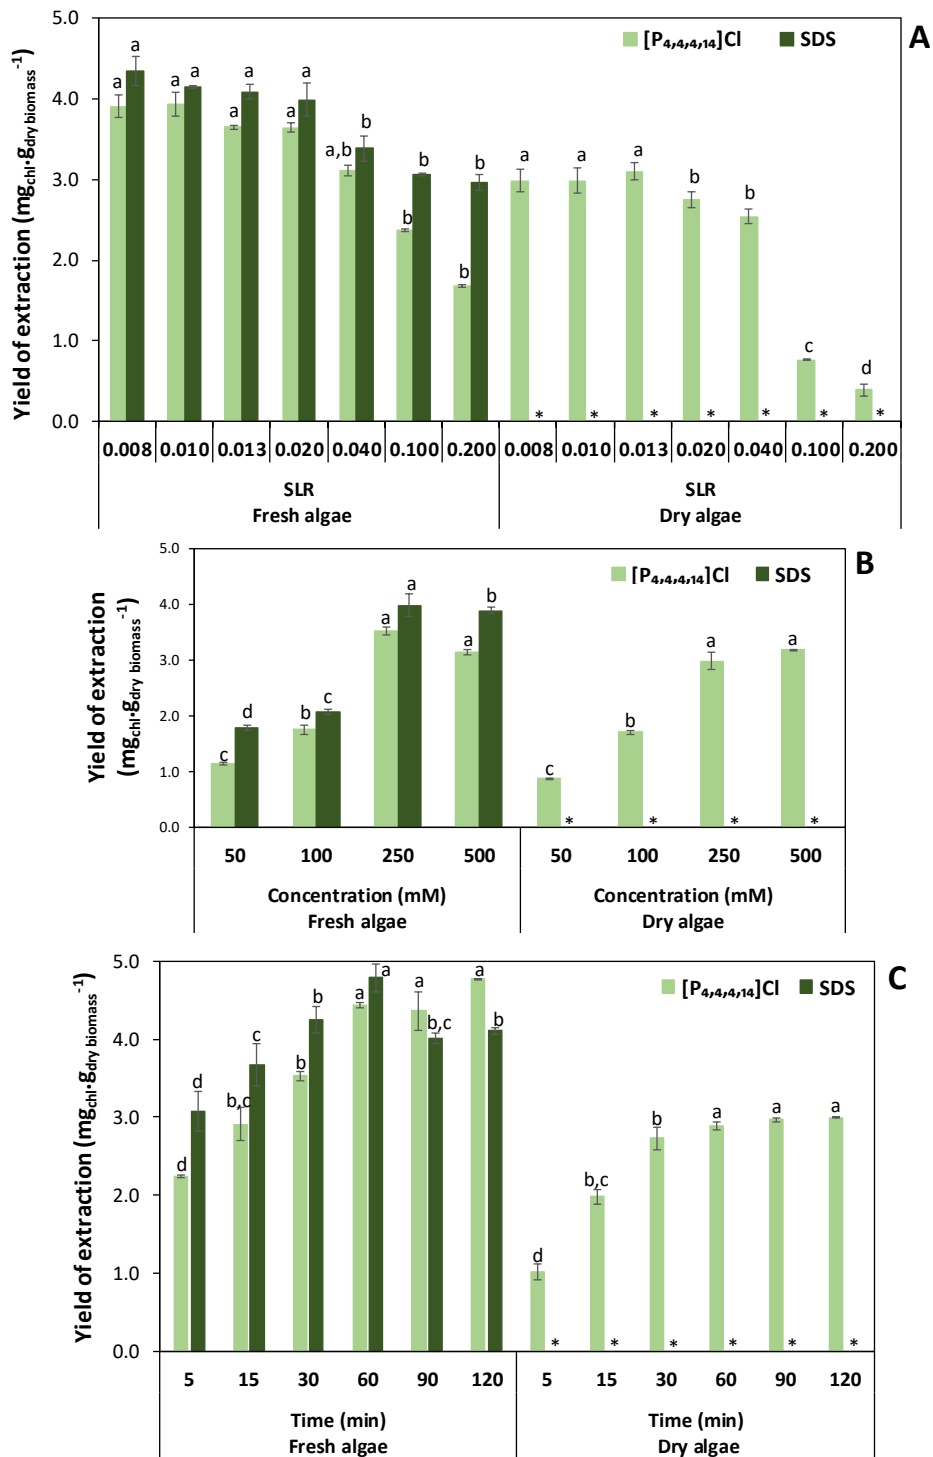 5.0
4.0
3.0
2.0
1.0
0.0
Yield of extraction (mg_chl·g_dry biomass^-1)
[P4,4,4,14]Cl SDS
A
a a a a a a a a a,b b b b b b
a a a b b c d
* * * * * * *
0.008 0.010 0.013 0.020 0.040 0.100 0.200 0.008 0.010 0.013 0.020 0.040 0.100 0.200
SLR SLR
Fresh algae Dry algae
5.0
4.0
3.0
2.0
1.0
0.0
Yield of extraction
(mg_chl·g_dry biomass^-1)
[P4,4,4,14]Cl SDS
B
c d b c a a a b
c b a a
* * * *
50 100 250 500 50 100 250 500
Concentration (mM) Concentration (mM)
Fresh algae Dry algae
5.0
4.0
3.0
2.0
1.0
0.0
Yield of extraction (mg_chl·g_dry biomass^-1)
[P4,4,4,14]Cl SDS
C
d d b,c c b b a a a b,c a b
d b,c b a a a
* * * * * *
5 15 30 60 90 120 5 15 30 60 90 120
Time (min) Time (min)
Fresh algae Dry algae